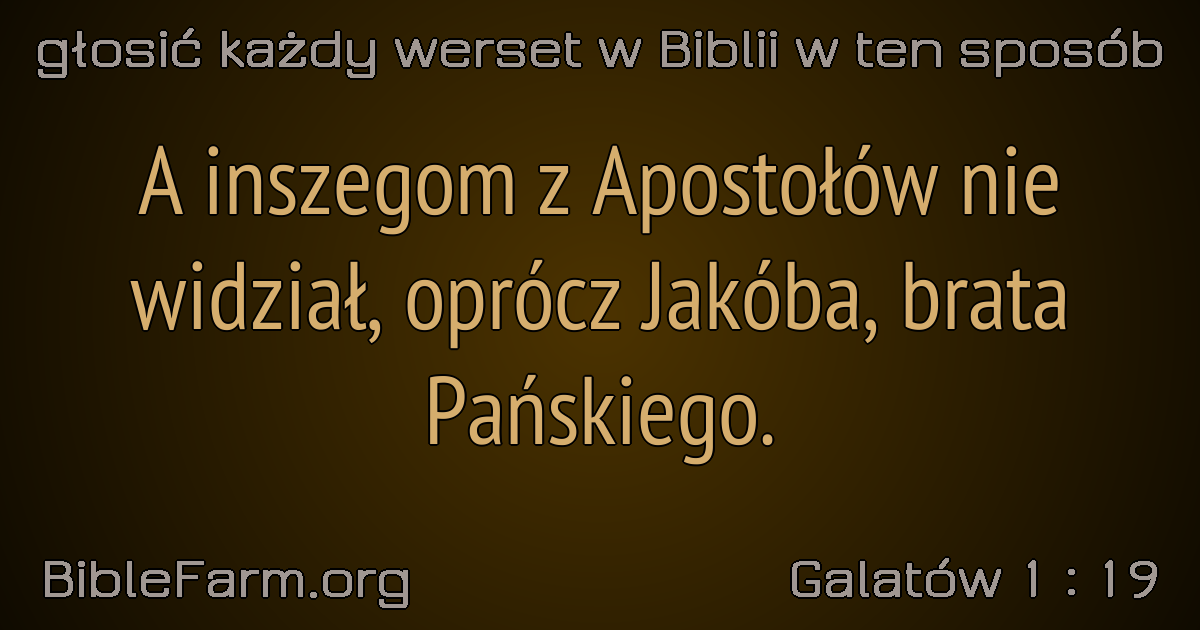 głosić każdy werset w Biblii w ten sposób
A inszegom z Apostołów nie
widział, oprócz Jakóba, brata
Pańskiego.
BibleFarm.org
Galatów 1 : 19